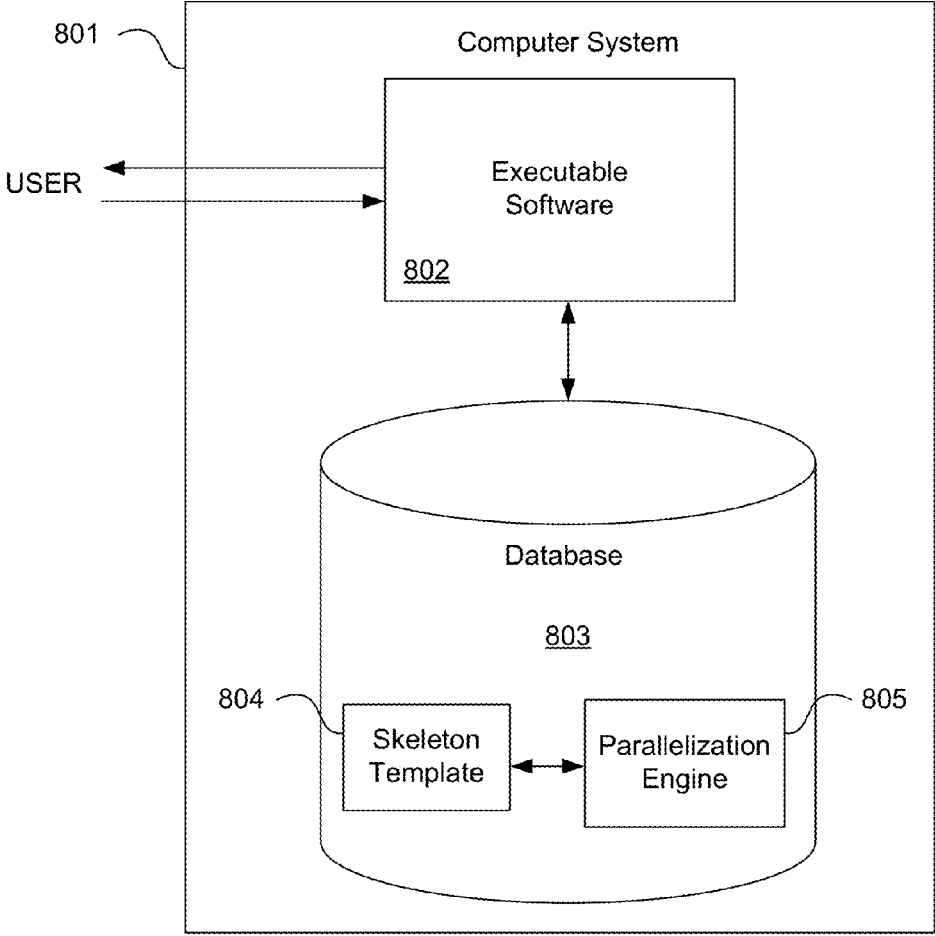 801
Computer System
Executable
Software
USER
802
Database
803
804
805
Skeleton
Template
Parallelization
Engine